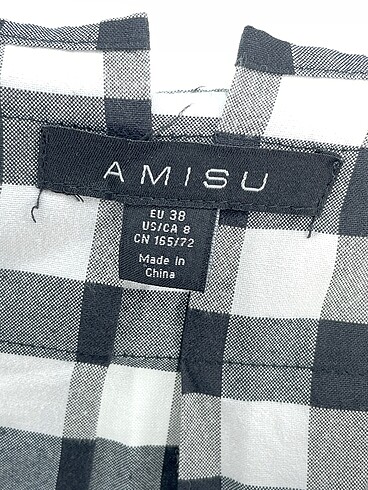 AMISU
EU 38
US/CA 8
CN 165/72
Made in
China